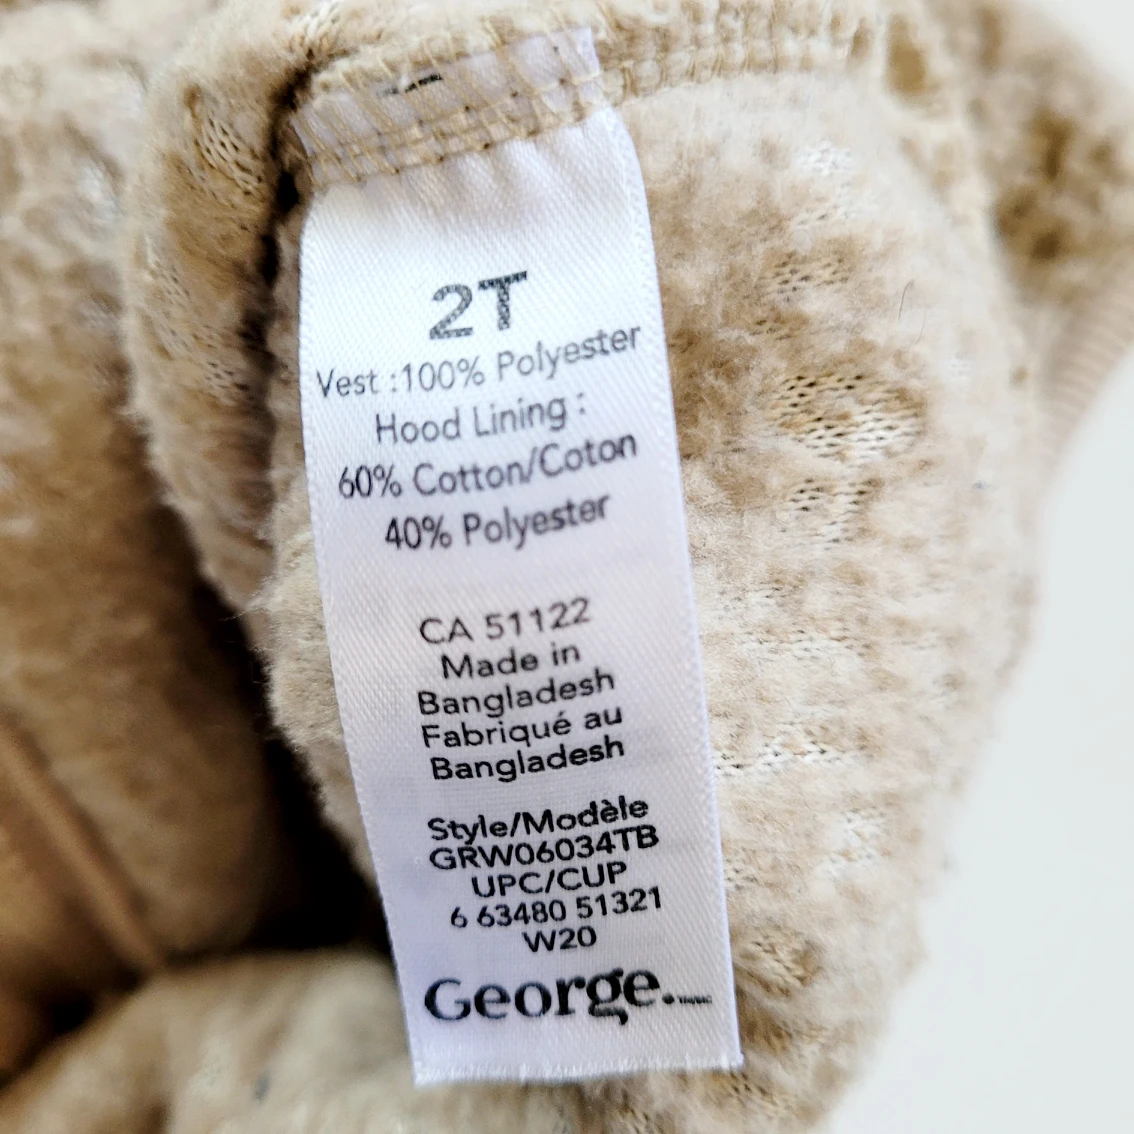 2T
Vest :100% Polyester
Hood Lining :
60% Cotton/Coton
40% Polyester
CA 51122
Made in
Bangladesh
Fabriqué au
Bangladesh
Style/Modèle
GRW06034TB
UPC/CUP
6 63480 51321
W20
George.